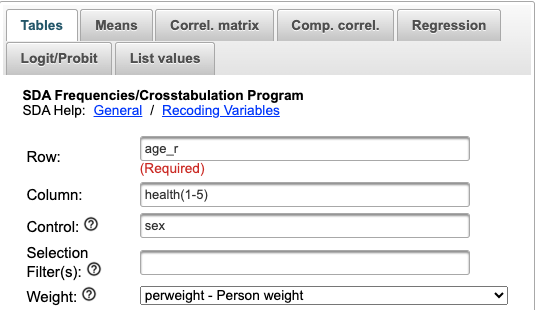 Tables Means Correl. matrix Comp. correl. Regression
Logit/Probit List values
SDA Frequencies/Crosstabulation Program
SDA Help: General / Recoding Variables
Row: age_r
(Required)
Column: health(1-5)
Control: ? sex
Selection
Filter(s): ?
Weight: ? perweight - Person weight